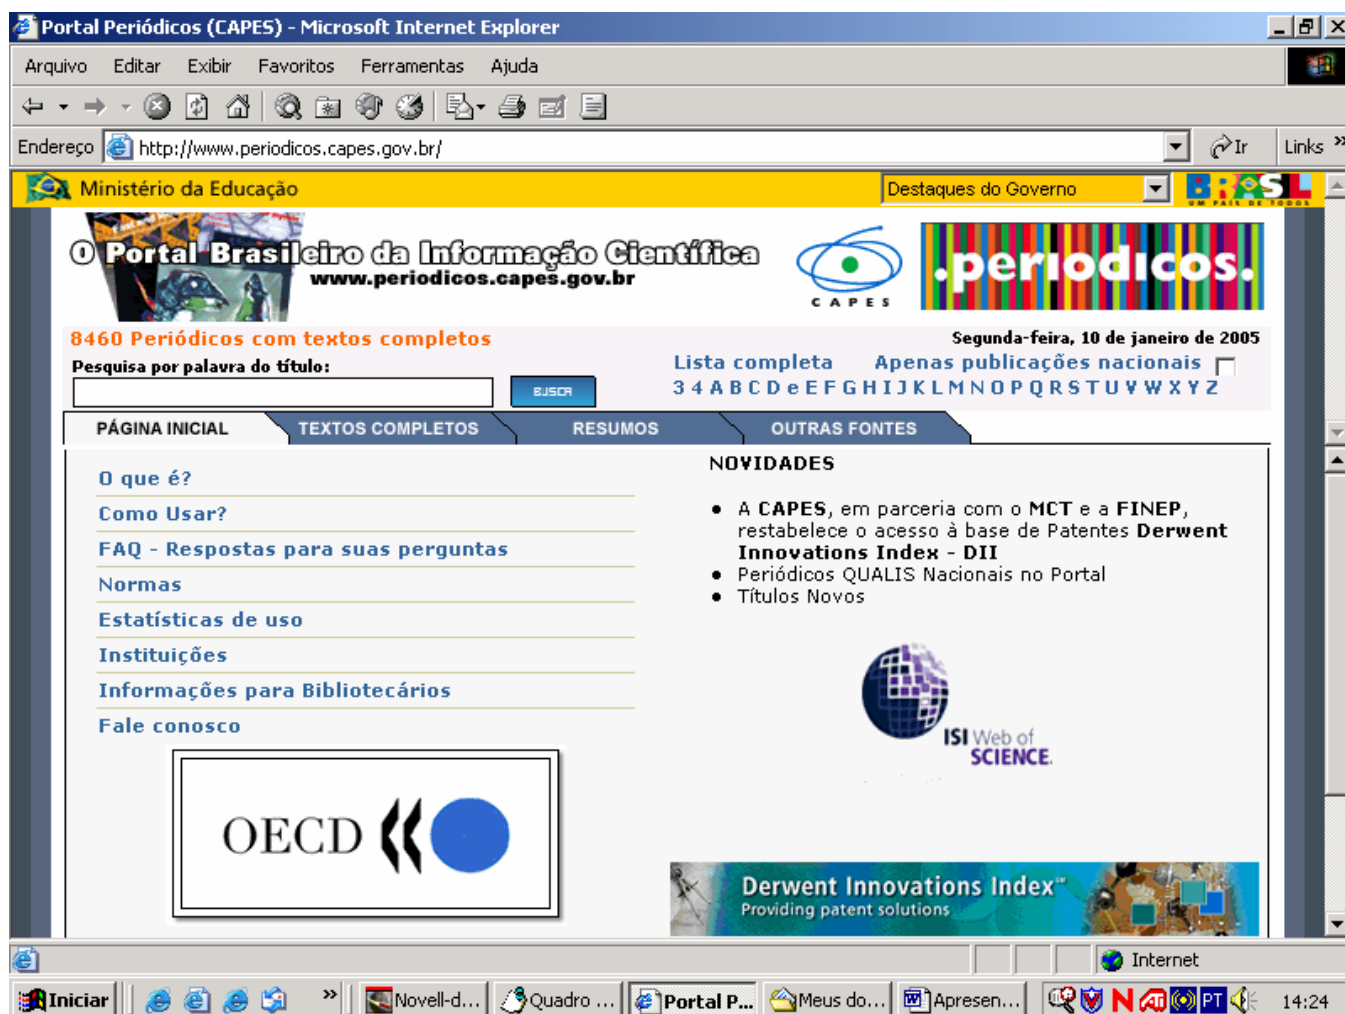 Portal Periódicos (CAPES) - Microsoft Internet Explorer
Arquivo Editar Exibir Favoritos Ferramentas Ajuda
Endereço http://www.periodicos.capes.gov.br/ Ir Links »
Ministério da Educação Destaques do Governo BRASIL
UM PAÍS DE TODOS
O Portal Brasileiro da Informação Científica
www.periodicos.capes.gov.br
CAPES
.periodicos.
8460 Periódicos com textos completos Segunda-feira, 10 de janeiro de 2005
Pesquisa por palavra do título: Lista completa Apenas publicações nacionais
BUSCA 3 4 A B C D e E F G H I J K L M N O P Q R S T U V W X Y Z
PÁGINA INICIAL TEXTOS COMPLETOS RESUMOS OUTRAS FONTES
O que é?
Como Usar?
FAQ - Respostas para suas perguntas
Normas
Estatísticas de uso
Instituições
Informações para Bibliotecários
Fale conosco
OECD
NOVIDADES
A CAPES, em parceria com o MCT e a FINEP,
restabelece o acesso à base de Patentes Derwent
Innovations Index - DII
Periódicos QUALIS Nacionais no Portal
Títulos Novos
ISI Web of
SCIENCE.
Derwent Innovations Index™
Providing patent solutions
Internet
Iniciar » Novell-d... Quadro ... Portal P... Meus do... Apresen... PT 14:24